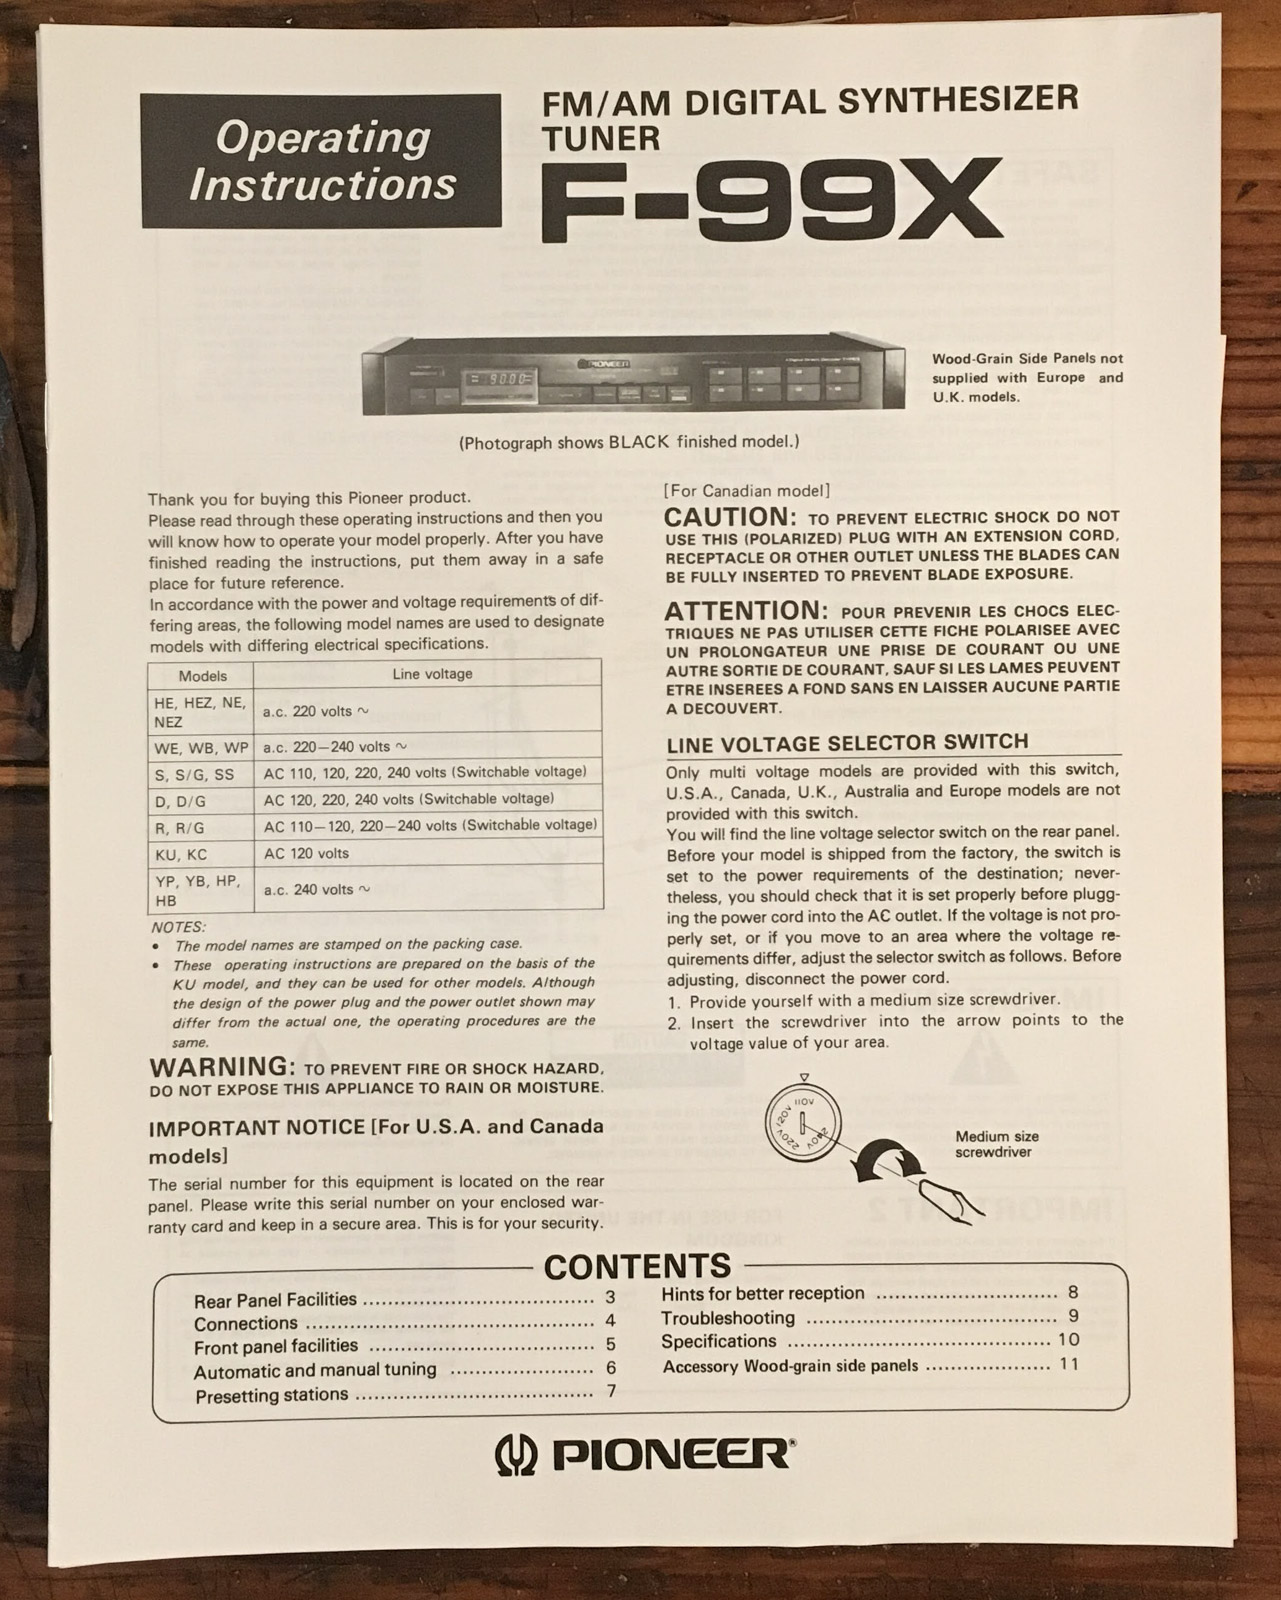 Operating
Instructions
FM/AM DIGITAL SYNTHESIZER
TUNER
F-99X
PIONEER
9000
Wood-Grain Side Panels not
supplied with Europe and
U.K. models.
(Photograph shows BLACK finished model.)
Thank you for buying this Pioneer product.
Please read through these operating instructions and then you
will know how to operate your model properly. After you have
finished reading the instructions, put them away in a safe
place for future reference.
In accordance with the power and voltage requirements of dif-
fering areas, the following model names are used to designate
models with differing electrical specifications.
Models Line voltage
HE, HEZ, NE,
NEZ a.c. 220 volts ∼
WE, WB, WP a.c. 220–240 volts ∼
S, S/G, SS AC 110, 120, 220, 240 volts (Switchable voltage)
D, D/G AC 120, 220, 240 volts (Switchable voltage)
R, R/G AC 110–120, 220–240 volts (Switchable voltage)
KU, KC AC 120 volts
YP, YB, HP,
HB a.c. 240 volts ∼
NOTES:
• The model names are stamped on the packing case.
• These operating instructions are prepared on the basis of the
KU model, and they can be used for other models. Although
the design of the power plug and the power outlet shown may
differ from the actual one, the operating procedures are the
same.
WARNING: TO PREVENT FIRE OR SHOCK HAZARD,
DO NOT EXPOSE THIS APPLIANCE TO RAIN OR MOISTURE.
IMPORTANT NOTICE [For U.S.A. and Canada
models]
The serial number for this equipment is located on the rear
panel. Please write this serial number on your enclosed war-
ranty card and keep in a secure area. This is for your security.
[For Canadian model]
CAUTION: TO PREVENT ELECTRIC SHOCK DO NOT
USE THIS (POLARIZED) PLUG WITH AN EXTENSION CORD,
RECEPTACLE OR OTHER OUTLET UNLESS THE BLADES CAN
BE FULLY INSERTED TO PREVENT BLADE EXPOSURE.
ATTENTION: POUR PREVENIR LES CHOCS ELEC-
TRIQUES NE PAS UTILISER CETTE FICHE POLARISEE AVEC
UN PROLONGATEUR UNE PRISE DE COURANT OU UNE
AUTRE SORTIE DE COURANT, SAUF SI LES LAMES PEUVENT
ETRE INSEREES A FOND SANS EN LAISSER AUCUNE PARTIE
A DECOUVERT.
LINE VOLTAGE SELECTOR SWITCH
Only multi voltage models are provided with this switch,
U.S.A., Canada, U.K., Australia and Europe models are not
provided with this switch.
You will find the line voltage selector switch on the rear panel.
Before your model is shipped from the factory, the switch is
set to the power requirements of the destination; never-
theless, you should check that it is set properly before plugg-
ing the power cord into the AC outlet. If the voltage is not pro-
perly set, or if you move to an area where the voltage re-
quirements differ, adjust the selector switch as follows. Before
adjusting, disconnect the power cord.
1. Provide yourself with a medium size screwdriver.
2. Insert the screwdriver into the arrow points to the
voltage value of your area.
110V
120V
220V
240V
Medium size
screwdriver
CONTENTS
Rear Panel Facilities ........................................ 3
Connections .................................................. 4
Front panel facilities ....................................... 5
Automatic and manual tuning ......................... 6
Presetting stations ......................................... 7
Hints for better reception ................................ 8
Troubleshooting ............................................ 9
Specifications .............................................. 10
Accessory Wood-grain side panels ................... 11
PIONEER®